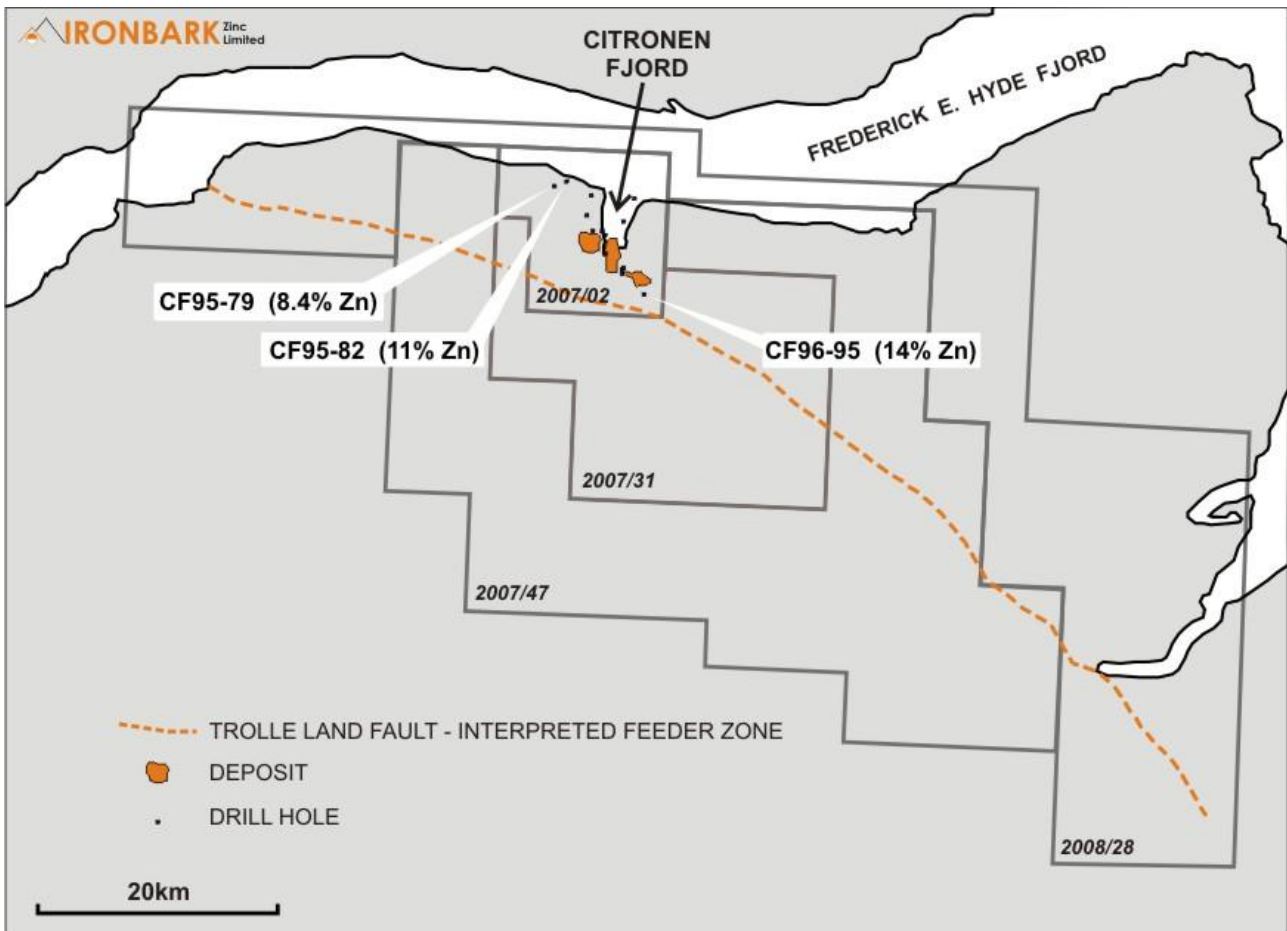 IRONBARK Zinc
Limited
CITRONEN
FJORD
FREDERICK E. HYDE FJORD
CF95-79 (8.4% Zn)
2007/02
CF95-82 (11% Zn)
CF96-95 (14% Zn)
2007/31
2007/47
TROLLE LAND FAULT - INTERPRETED FEEDER ZONE
DEPOSIT
DRILL HOLE
2008/28
20km